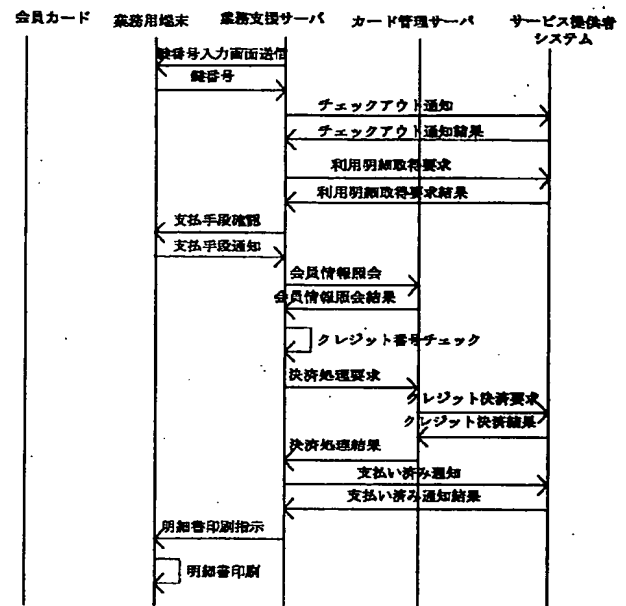 会員カード
業務用端末
業務支援サーバ
カード管理サーバ
サービス提供者
システム
鍵番号入力画面送信
鍵番号
チェックアウト通知
チェックアウト通知結果
利用明細取得要求
利用明細取得要求結果
支払手段確認
支払手段通知
会員情報照会
会員情報照会結果
クレジット番号チェック
決済処理要求
クレジット決済要求
クレジット決済結果
決済処理結果
支払い済み通知
支払い済み通知結果
明細書印刷指示
明細書印刷